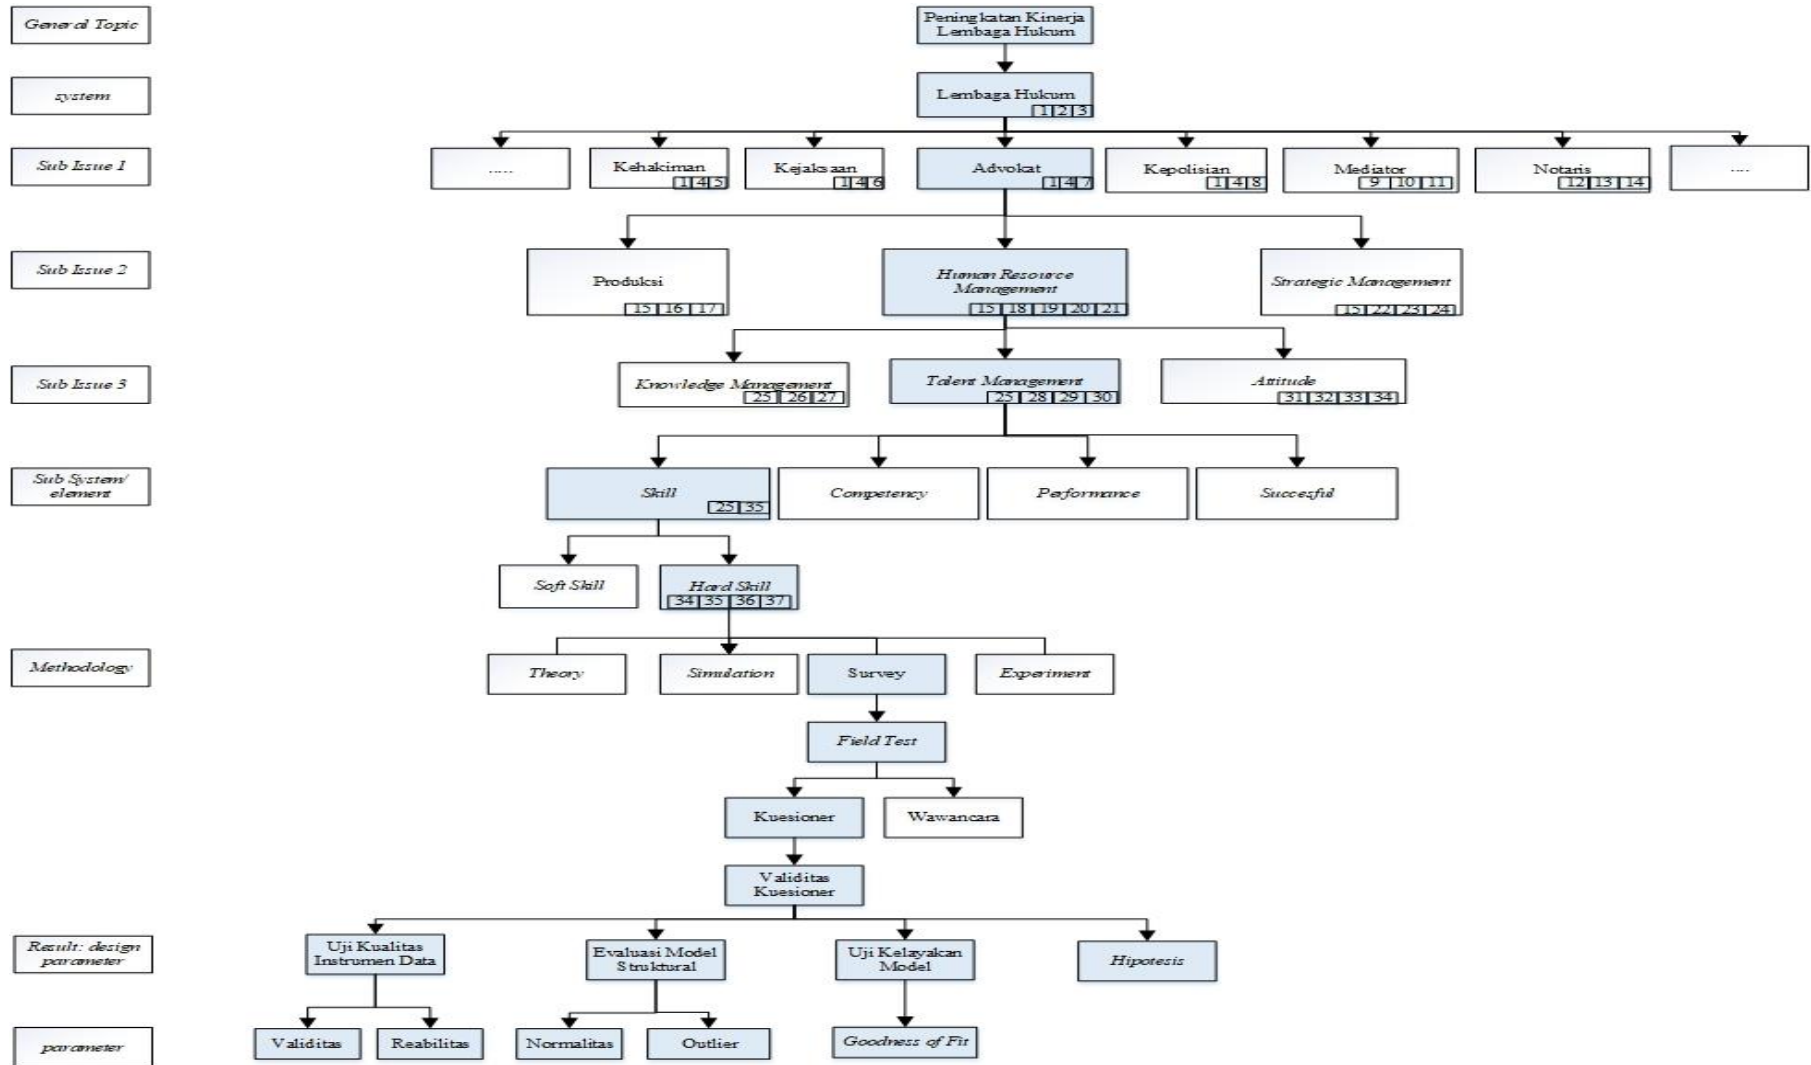 General Topic
Peningkatan Kinerja
Lembaga Hukum
system
Lembaga Hukum
1 2 3
Sub Issue 1
.....
Kehakiman
1 4 5
Kejaksaan
1 4 6
Advokat
1 4 7
Kepolisian
1 4 8
Mediator
9 10 11
Notaris
12 13 14
....
Sub Issue 2
Produksi
15 16 17
Human Resource
Management
15 18 19 20 21
Strategic Management
15 22 23 24
Sub Issue 3
Knowledge Management
25 26 27
Talent Management
25 28 29 30
Attitude
31 32 33 34
Sub System/
element
Skill
25 35
Competency
Performance
Succesful
Soft Skill
Hard Skill
34 35 36 37
Methodology
Theory
Simulation
Survey
Experiment
Field Test
Kuesioner
Wawancara
Validitas
Kuesioner
Result: design
parameter
Uji Kualitas
Instrumen Data
Evaluasi Model
Struktural
Uji Kelayakan
Model
Hipotesis
parameter
Validitas
Reabilitas
Normalitas
Outlier
Goodness of Fit